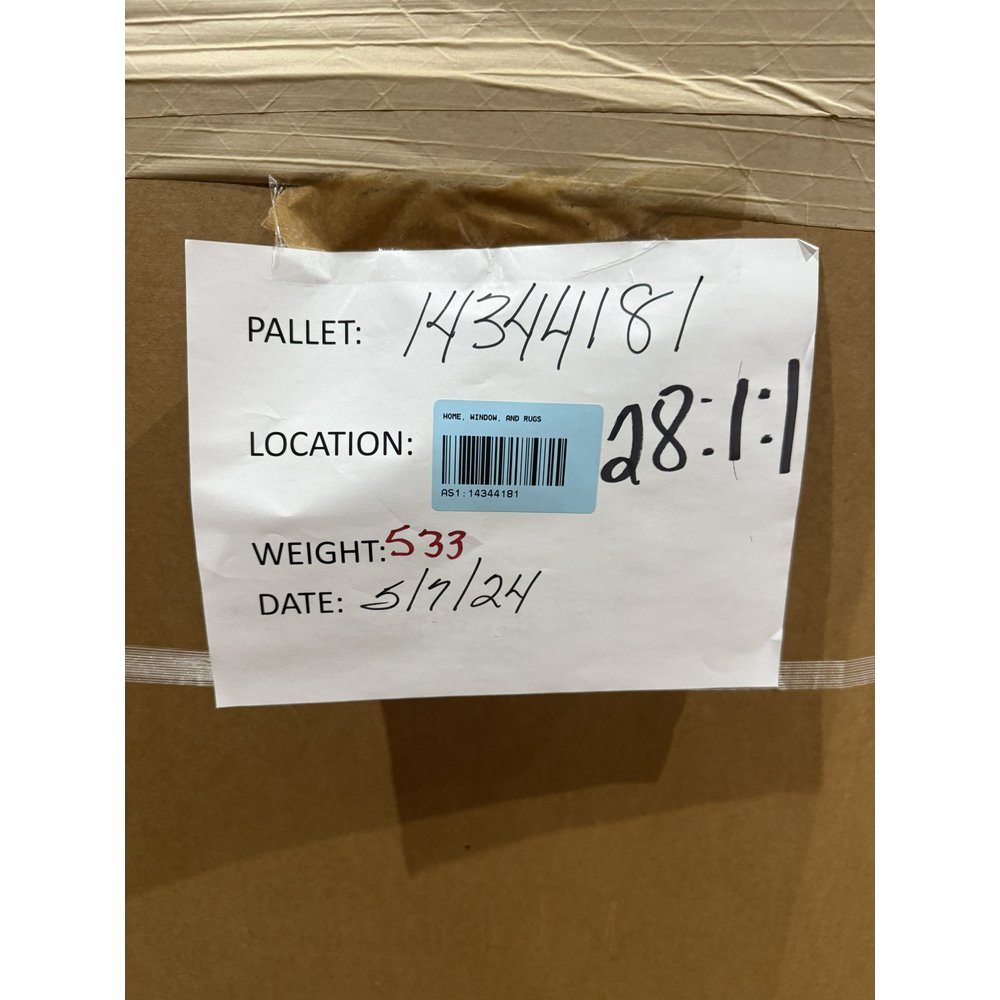 PALLET: 14344181
HOME, WINDOW, AND RUGS
LOCATION: 28:1:1
AS1:14344181
WEIGHT: 533
DATE: 5/7/24